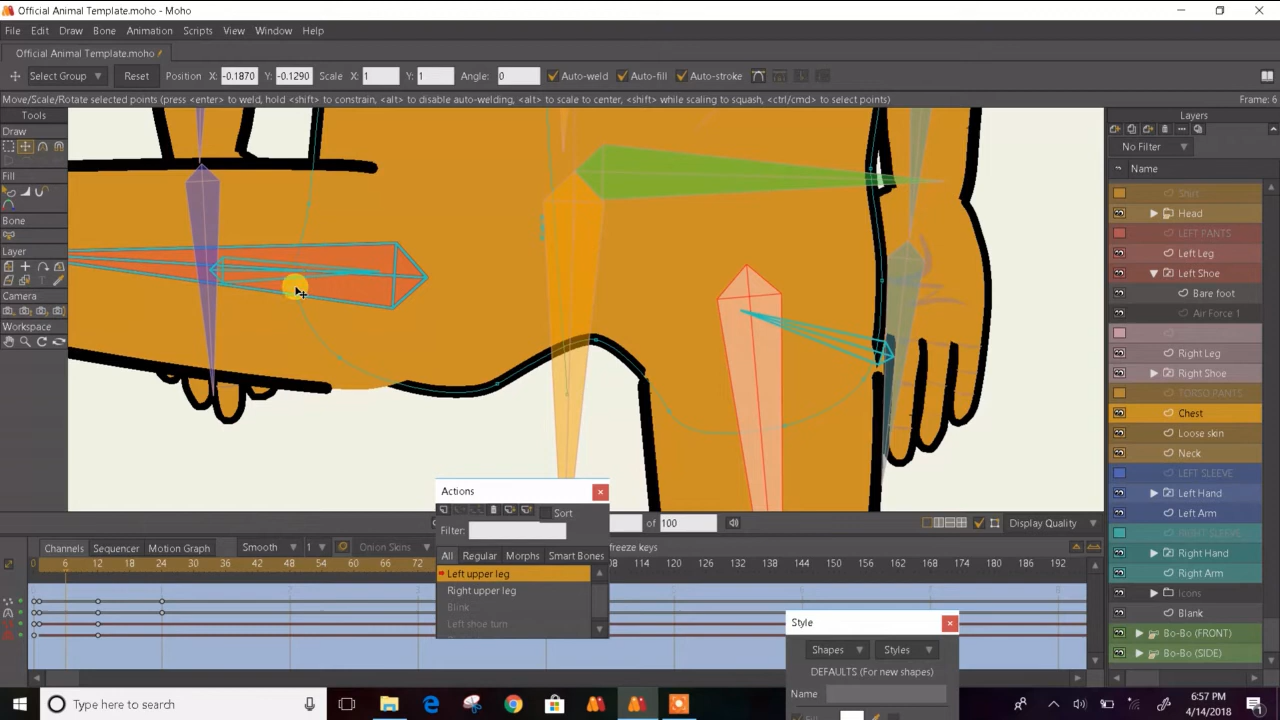 Official Animal Template.moho - Moho
File Edit Draw Bone Animation Scripts View Window Help
Official Animal Template.moho
Select Group Reset Position X: -0.1870 Y: -0.1290 Scale X: 1 Y: 1 Angle: 0 Auto-weld Auto-fill Auto-stroke
Move/Scale/Rotate selected points (press <enter> to weld, hold <shift> to constrain, <alt> to disable auto-welding, <alt> to scale to center, <shift> while scaling to squash, <ctrl/cmd> to select points)
Frame: 6
Tools
Draw
Fill
Bone
Layer
Camera
Workspace
Layers
No Filter
Name
Shirt
Head
LEFT PANTS
Left Leg
Left Shoe
Bare foot
Air Force 1
Right Leg
Right Shoe
TORSO PANTS
Chest
Loose skin
Neck
LEFT SLEEVE
Left Hand
Left Arm
RIGHT SLEEVE
Right Hand
Right Arm
Icons
Blank
Bo-Bo (FRONT)
Bo-Bo (SIDE)
Actions
Sort
Filter:
All Regular Morphs Smart Bones
Left upper leg
Right upper leg
Blink
Left shoe turn
of 100
Display Quality
Channels Sequencer Motion Graph Smooth 1 Onion Skins
freeze keys
0 6 12 18 24 30 36 42 48 54 60 66 72
108 114 120 126 132 138 144 150 156 162 168 174 180 186 192
Style
Shapes Styles
DEFAULTS (For new shapes)
Name
Fill
Type here to search
6:57 PM
4/14/2018